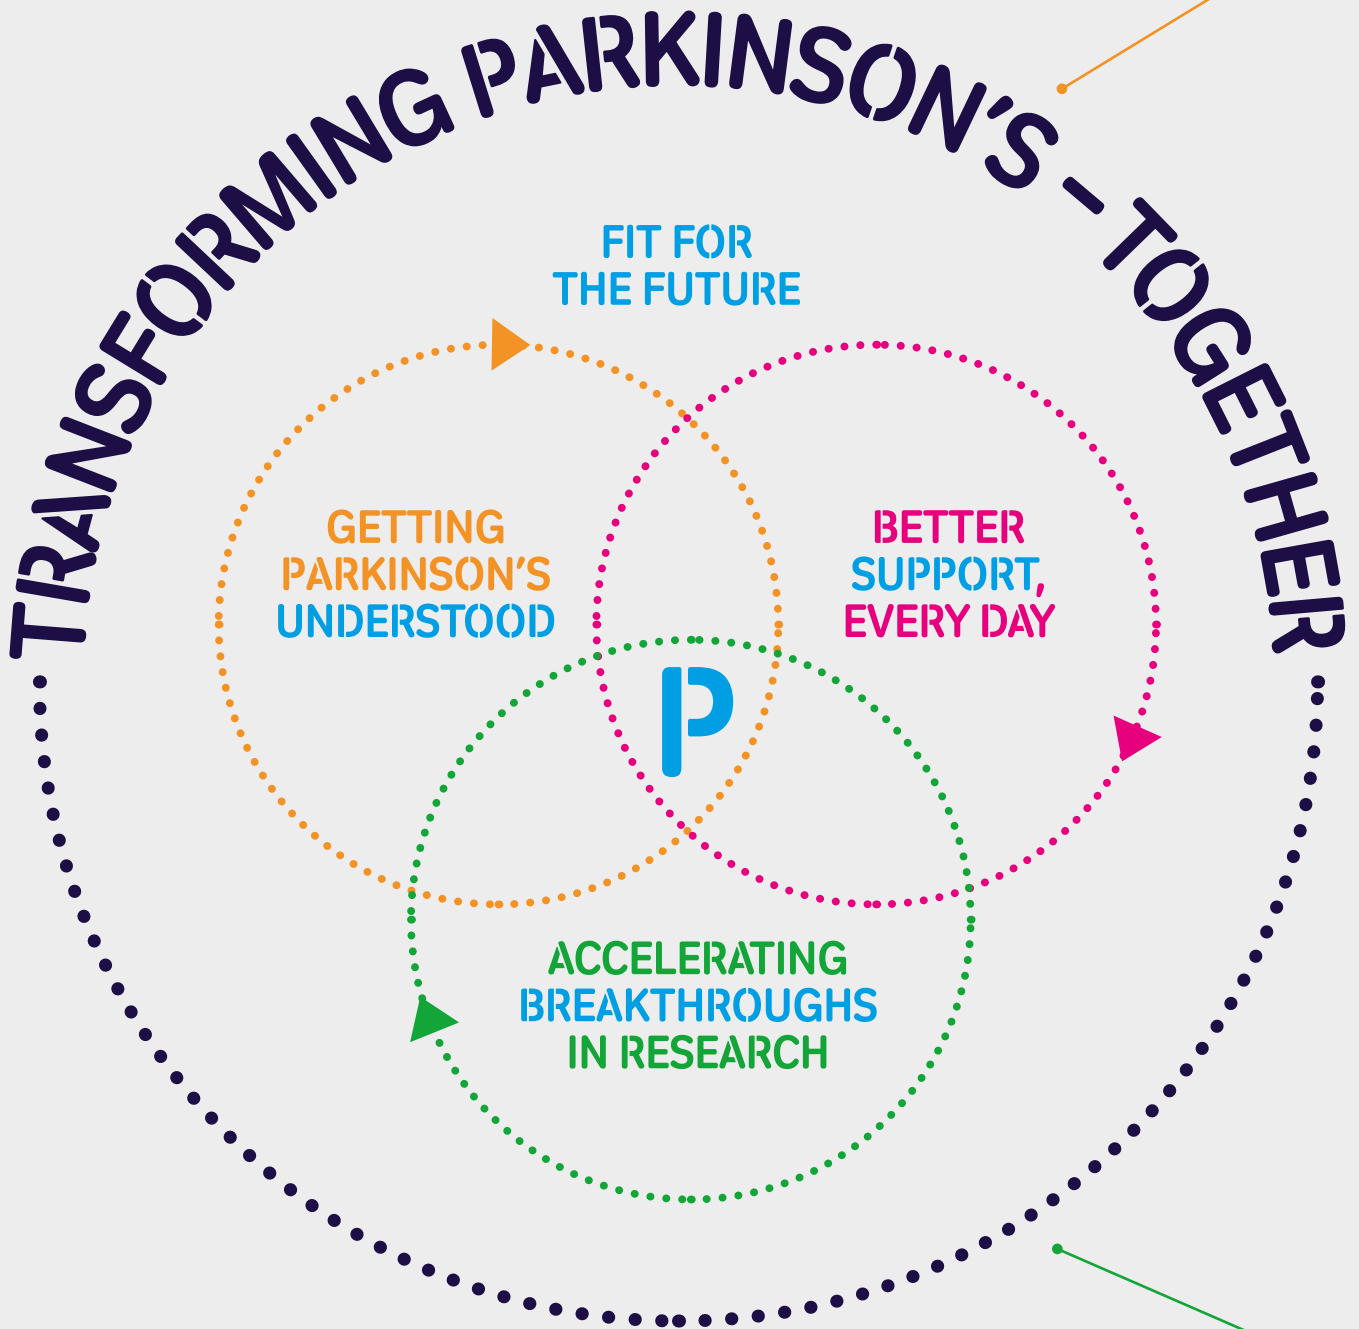 TRANSFORMING PARKINSON'S – TOGETHER
FIT FOR
THE FUTURE
GETTING
PARKINSON'S
UNDERSTOOD
BETTER
SUPPORT,
EVERY DAY
P
ACCELERATING
BREAKTHROUGHS
IN RESEARCH